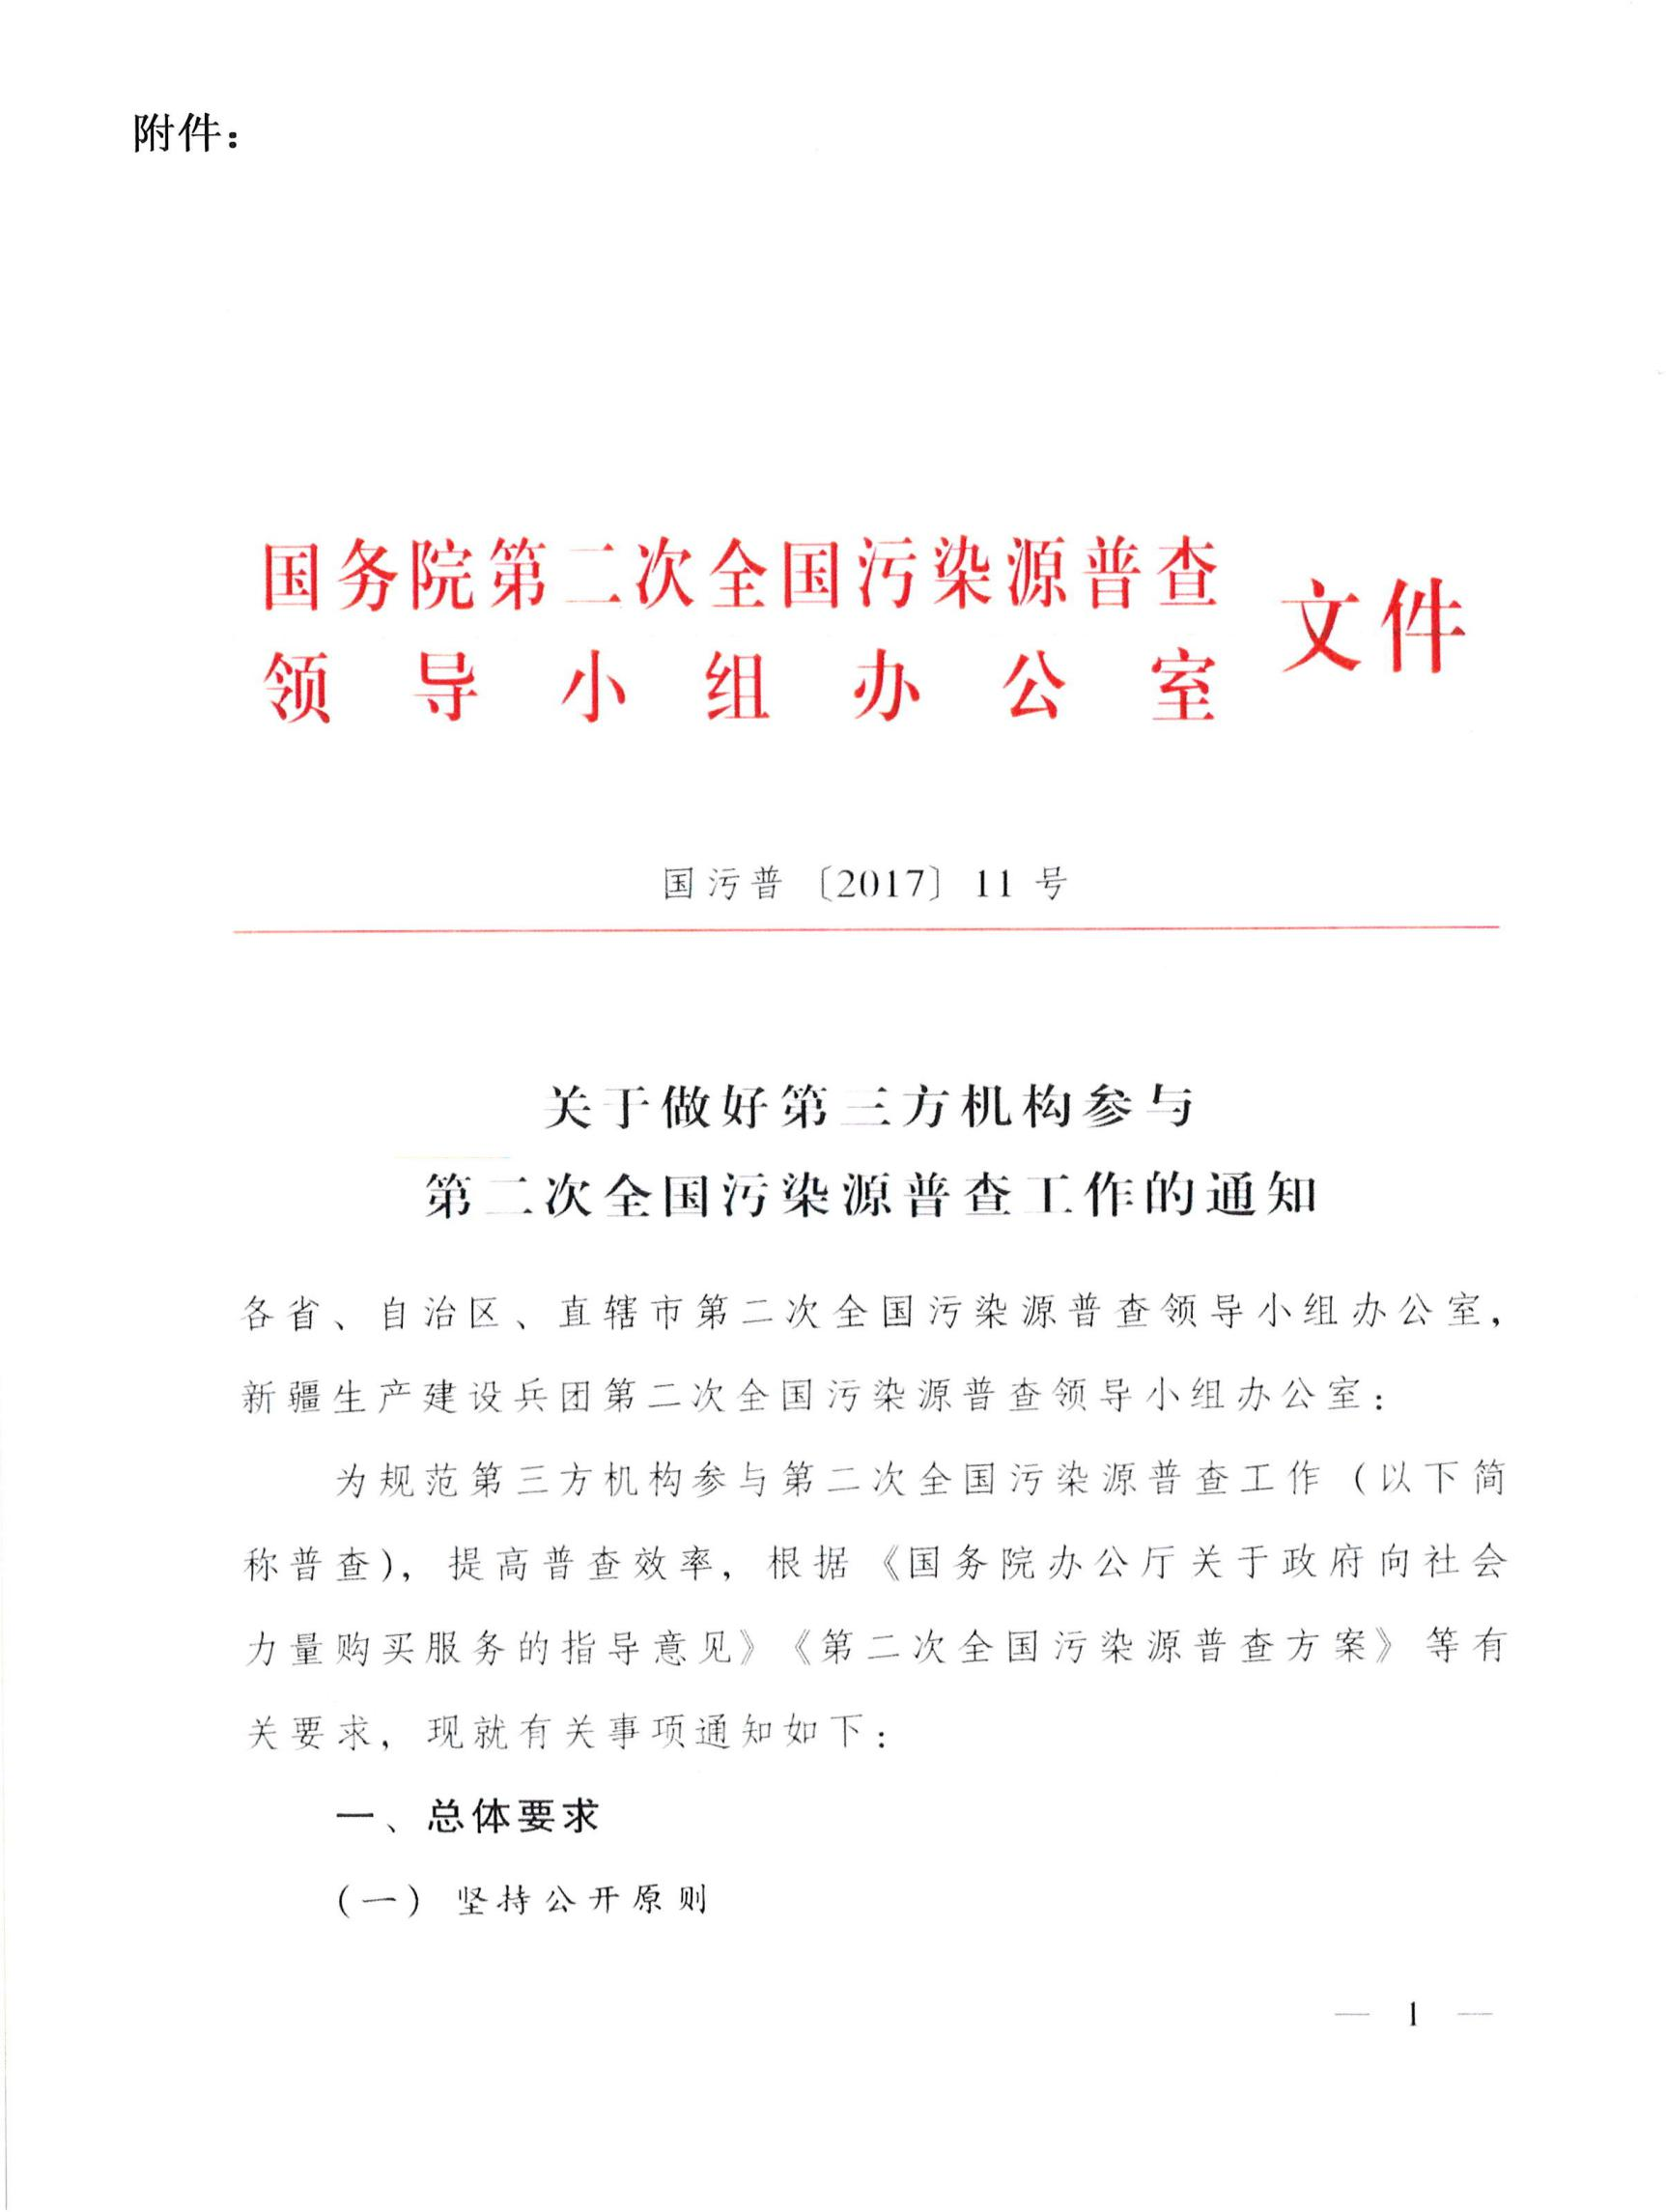 附件：
国务院第二次全国污染源普查
领导小组办公室
文件
国污普〔2017〕11 号
关于做好第三方机构参与
第二次全国污染源普查工作的通知
各省、自治区、直辖市第二次全国污染源普查领导小组办公室，
新疆生产建设兵团第二次全国污染源普查领导小组办公室：
为规范第三方机构参与第二次全国污染源普查工作（以下简
称普查），提高普查效率，根据《国务院办公厅关于政府向社会
力量购买服务的指导意见》《第二次全国污染源普查方案》等有
关要求，现就有关事项通知如下：
一、总体要求
（一）坚持公开原则
— 1 —